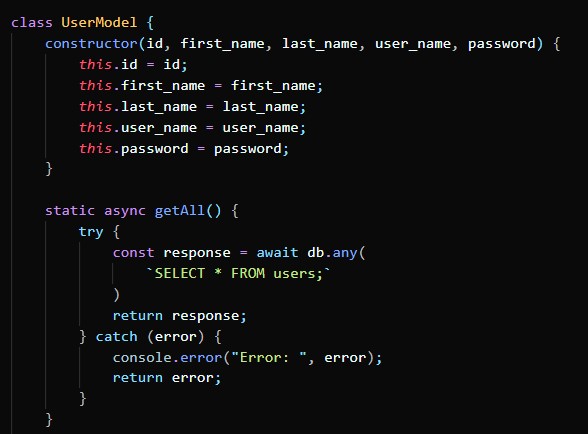 class UserModel {
    constructor(id, first_name, last_name, user_name, password) {
        this.id = id;
        this.first_name = first_name;
        this.last_name = last_name;
        this.user_name = user_name;
        this.password = password;
    }

    static async getAll() {
        try {
            const response = await db.any(
                `SELECT * FROM users;`
            )
            return response;
        } catch (error) {
            console.error("Error: ", error);
            return error;
        }
    }